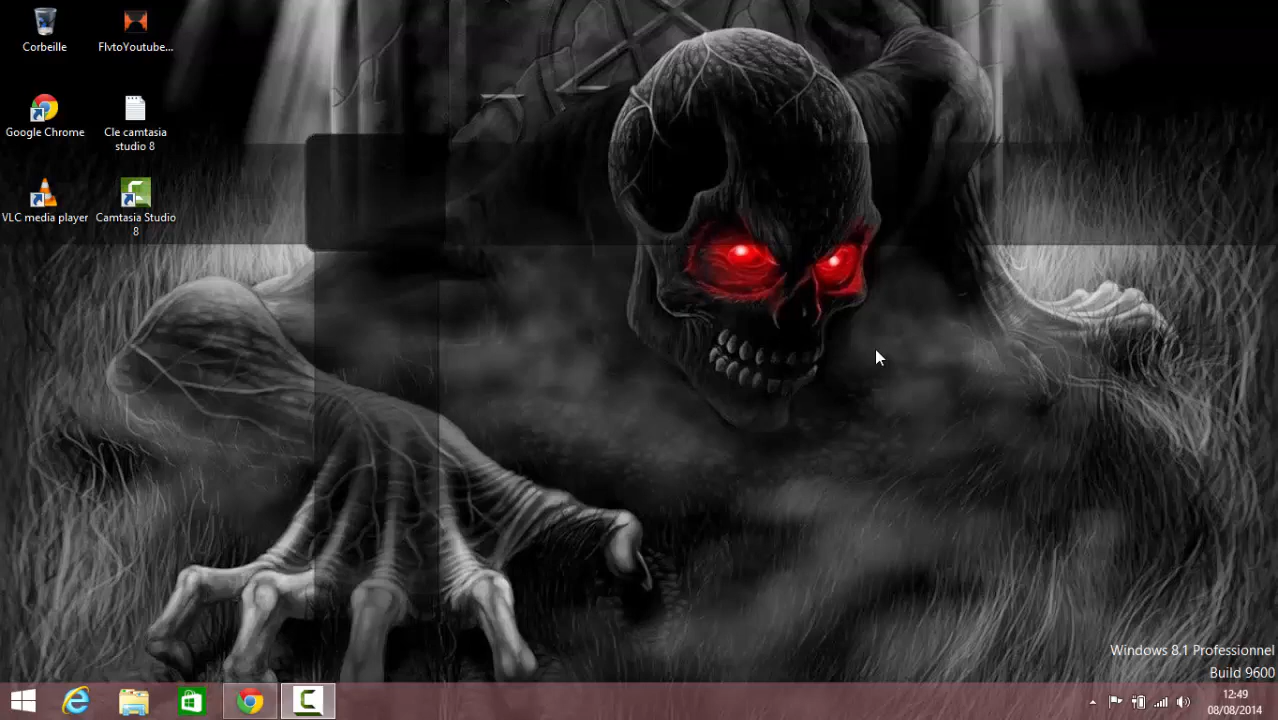 Corbeille
FlvtoYoutube...
Google Chrome
Cle camtasia
studio 8
VLC media player
Camtasia Studio
8
Windows 8.1 Professionnel
Build 9600
12:49
08/08/2014